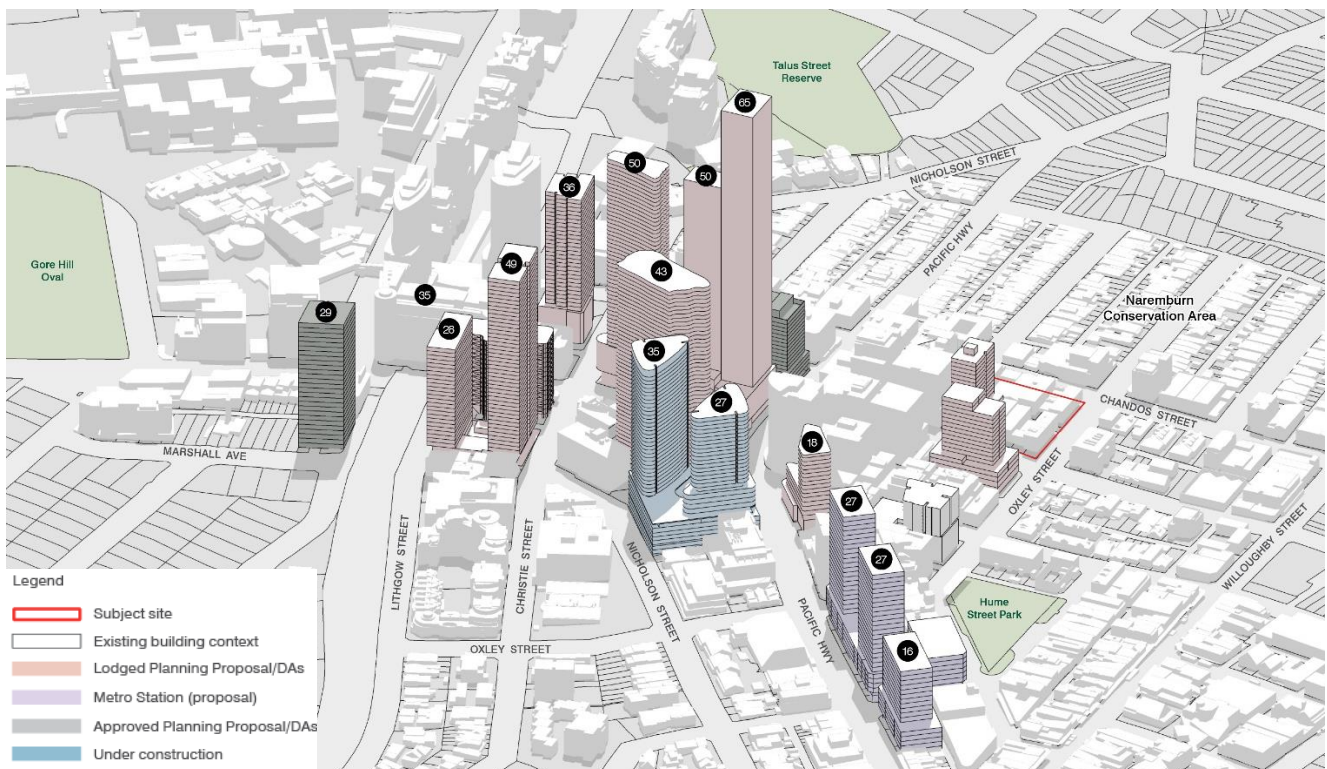 Talus Street
Reserve
65
NICHOLSON STREET
50
50
36
PACIFIC HWY
Gore Hill
Oval
49
43
35
29
28
35
27
Naremburn
Conservation Area
CHANDOS STREET
MARSHALL AVE
18
OXLEY STREET
LITHGOW STREET
CHRISTIE STREET
NICHOLSON STREET
27
WILLOUGHBY STREET
27
Hume
Street Park
PACIFIC HWY
OXLEY STREET
16
Legend
Subject site
Existing building context
Lodged Planning Proposal/DAs
Metro Station (proposal)
Approved Planning Proposal/DAs
Under construction